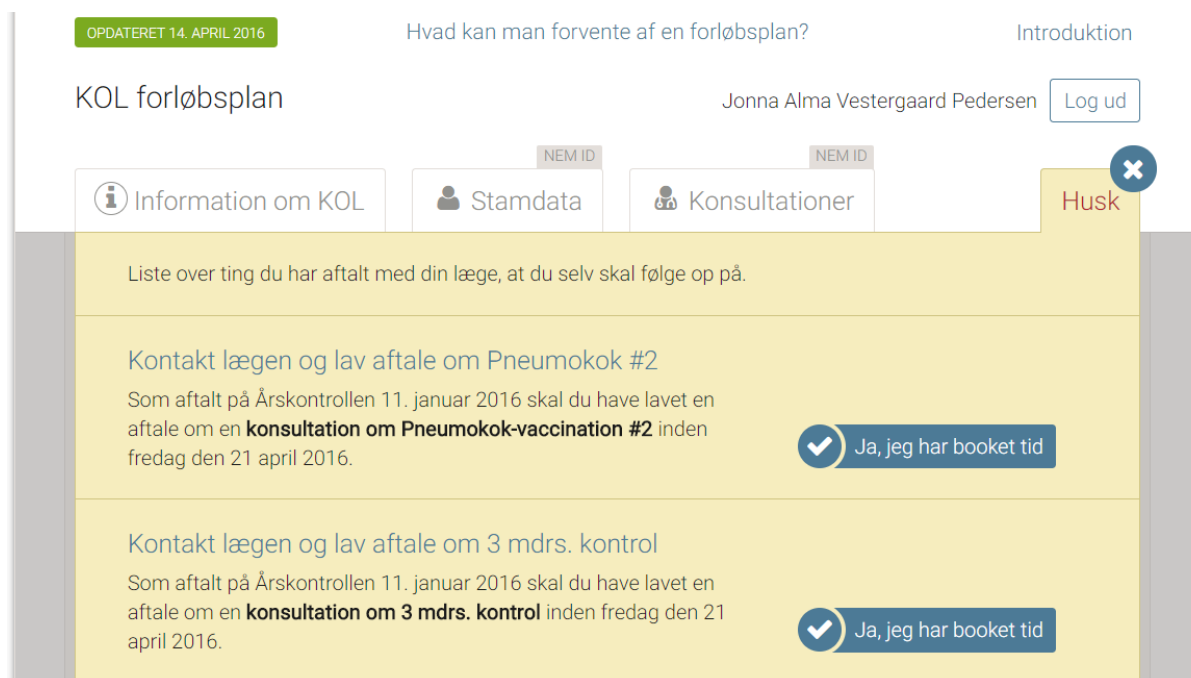 OPDATERET 14. APRIL 2016
Hvad kan man forvente af en forløbsplan?
Introduktion
KOL forløbsplan
Jonna Alma Vestergaard Pedersen
Log ud
NEM ID
NEM ID
Information om KOL
Stamdata
Konsultationer
Husk
Liste over ting du har aftalt med din læge, at du selv skal følge op på.
Kontakt lægen og lav aftale om Pneumokok #2
Som aftalt på Årskontrollen 11. januar 2016 skal du have lavet en
aftale om en konsultation om Pneumokok-vaccination #2 inden
fredag den 21 april 2016.
Ja, jeg har booket tid
Kontakt lægen og lav aftale om 3 mdrs. kontrol
Som aftalt på Årskontrollen 11. januar 2016 skal du have lavet en
aftale om en konsultation om 3 mdrs. kontrol inden fredag den 21
april 2016.
Ja, jeg har booket tid